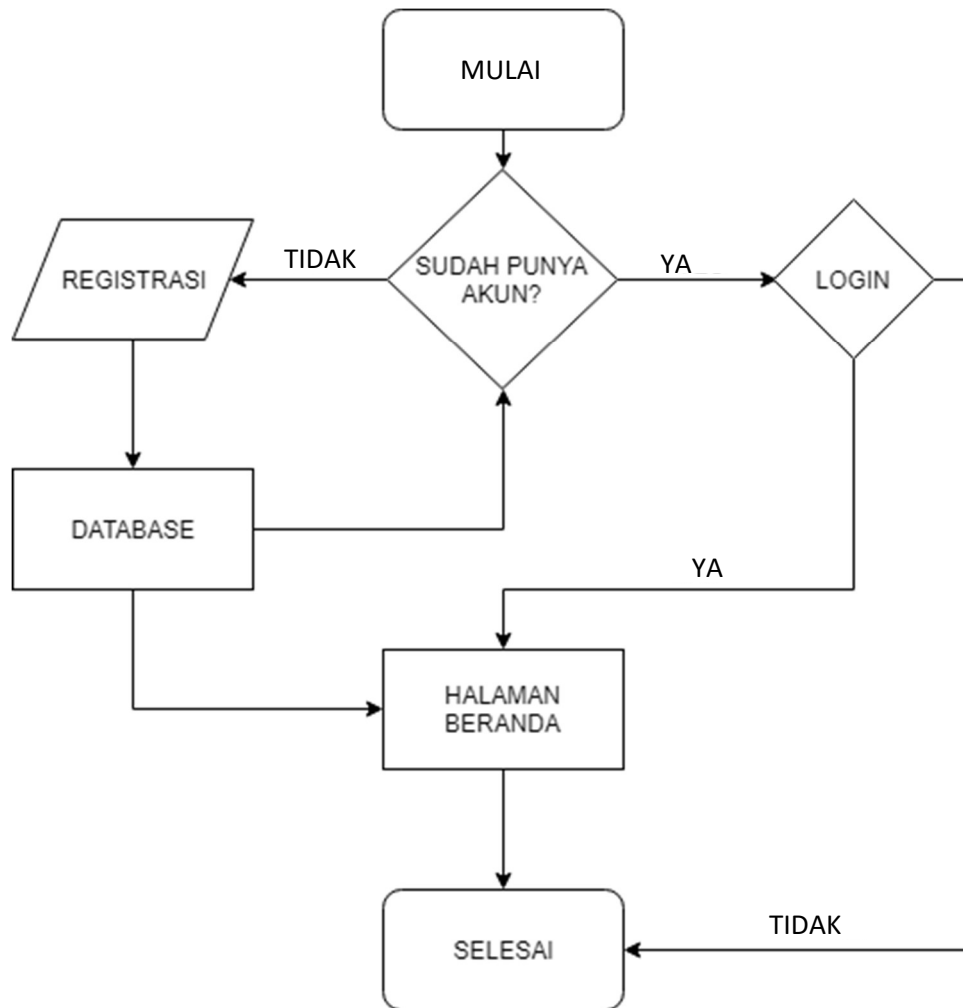 MULAI
REGISTRASI
TIDAK
SUDAH PUNYA
AKUN?
YA
LOGIN
DATABASE
YA
HALAMAN
BERANDA
SELESAI
TIDAK